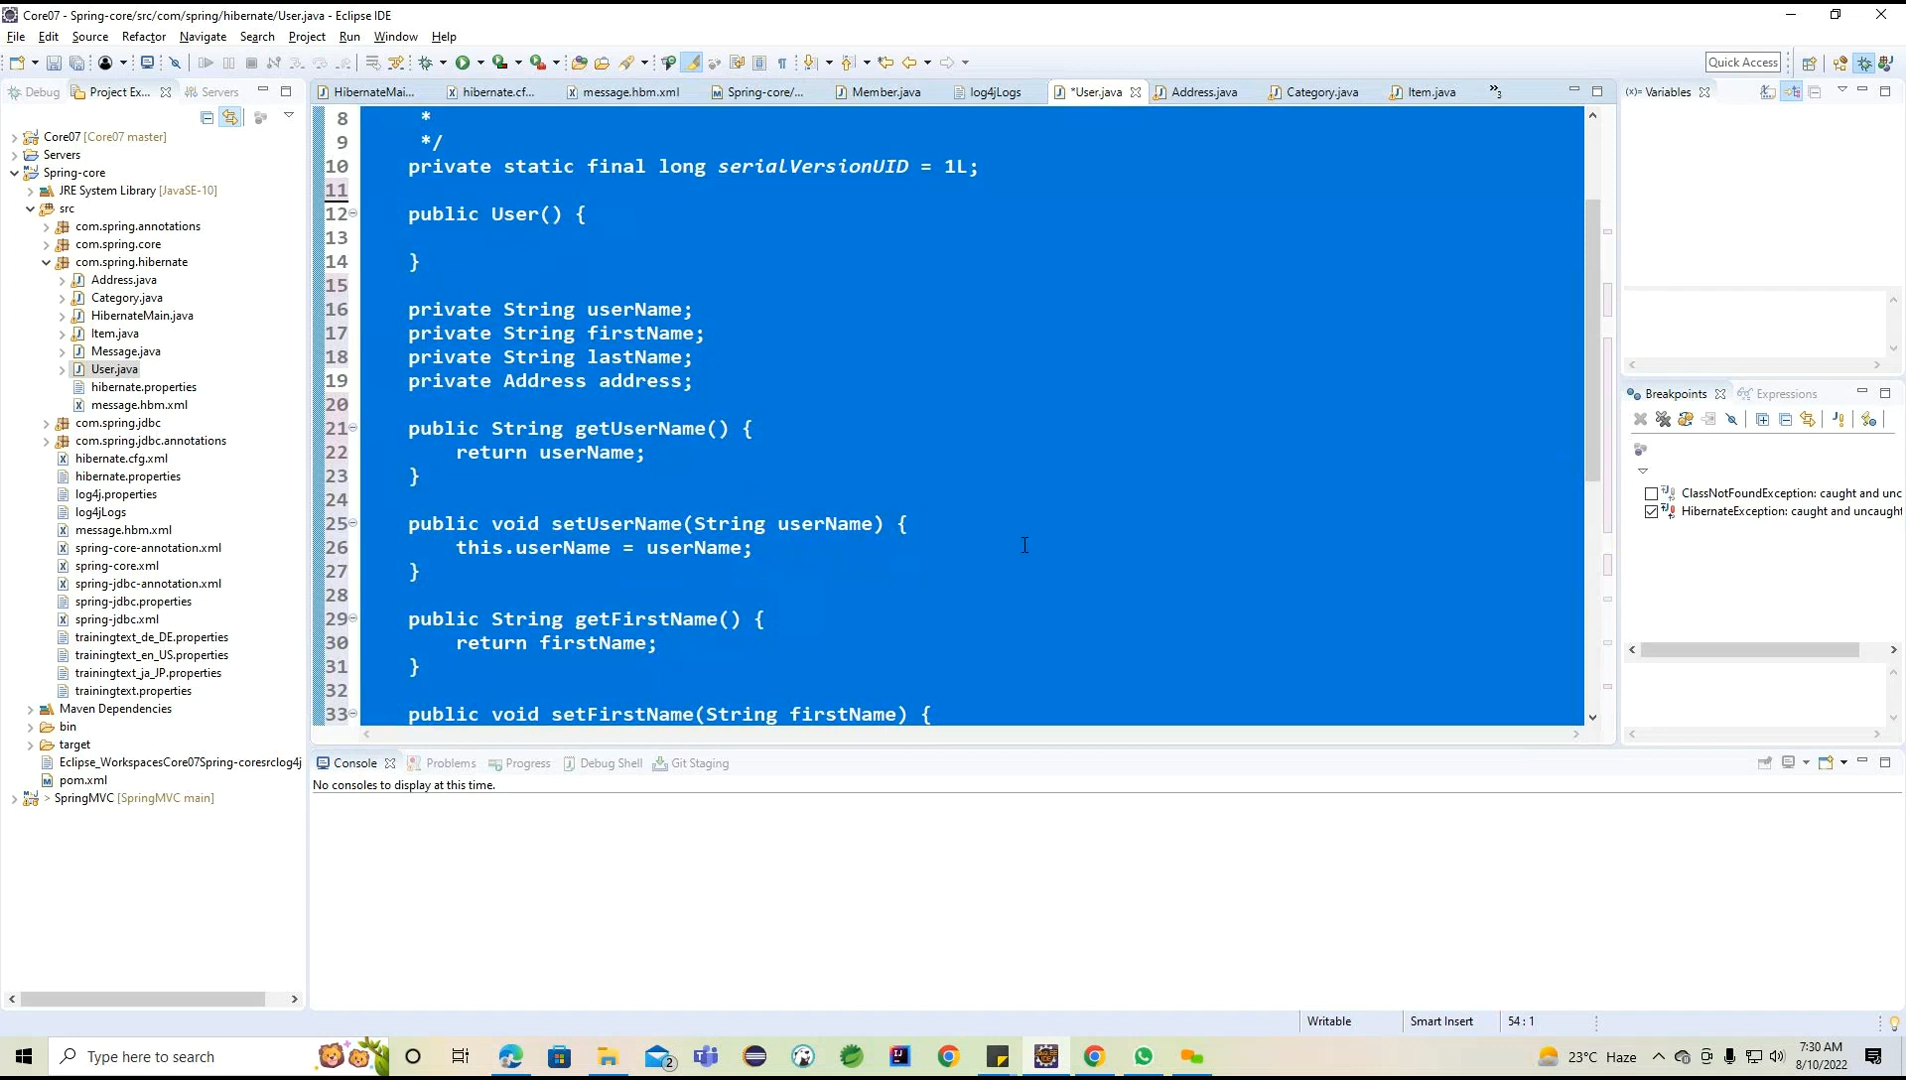 Core07 - Spring-core/src/com/spring/hibernate/User.java - Eclipse IDE
File Edit Source Refactor Navigate Search Project Run Window Help
Quick Access
Debug Project Ex... Servers
HibernateMai... hibernate.cf... message.hbm.xml Spring-core/... Member.java log4jLogs *User.java Address.java Category.java Item.java »3
(x)= Variables
Core07 [Core07 master]
Servers
Spring-core
JRE System Library [JavaSE-10]
src
com.spring.annotations
com.spring.core
com.spring.hibernate
Address.java
Category.java
HibernateMain.java
Item.java
Message.java
User.java
hibernate.properties
message.hbm.xml
com.spring.jdbc
com.spring.jdbc.annotations
hibernate.cfg.xml
hibernate.properties
log4j.properties
log4jLogs
message.hbm.xml
spring-core-annotation.xml
spring-core.xml
spring-jdbc-annotation.xml
spring-jdbc.properties
spring-jdbc.xml
trainingtext_de_DE.properties
trainingtext_en_US.properties
trainingtext_ja_JP.properties
trainingtext.properties
Maven Dependencies
bin
target
Eclipse_WorkspacesCore07Spring-coresrclog4j
pom.xml
> SpringMVC [SpringMVC main]
8 *
9 */
10 private static final long serialVersionUID = 1L;
11
12 public User() {
13
14 }
15
16 private String userName;
17 private String firstName;
18 private String lastName;
19 private Address address;
20
21 public String getUserName() {
22 return userName;
23 }
24
25 public void setUserName(String userName) {
26 this.userName = userName;
27 }
28
29 public String getFirstName() {
30 return firstName;
31 }
32
33 public void setFirstName(String firstName) {
Breakpoints Expressions
ClassNotFoundException: caught and unc
HibernateException: caught and uncaught
Console Problems Progress Debug Shell Git Staging
No consoles to display at this time.
Writable Smart Insert 54 : 1
Type here to search
2
23°C Haze
7:30 AM
8/10/2022